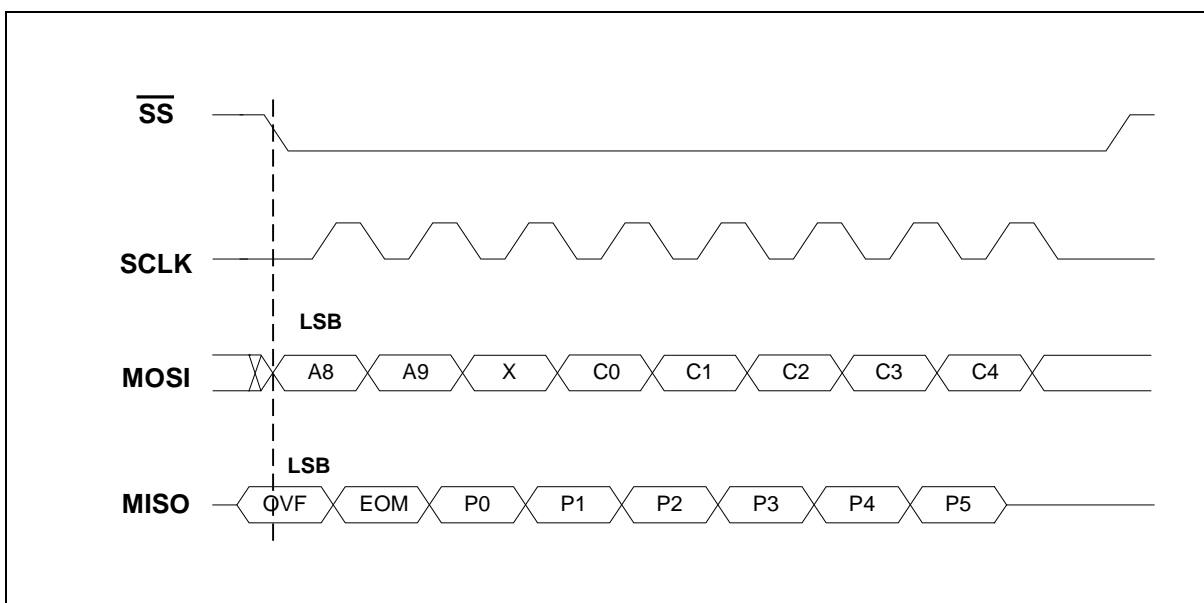 SS
SCLK
LSB
MOSI A8 A9 X C0 C1 C2 C3 C4
LSB
MISO OVF EOM P0 P1 P2 P3 P4 P5